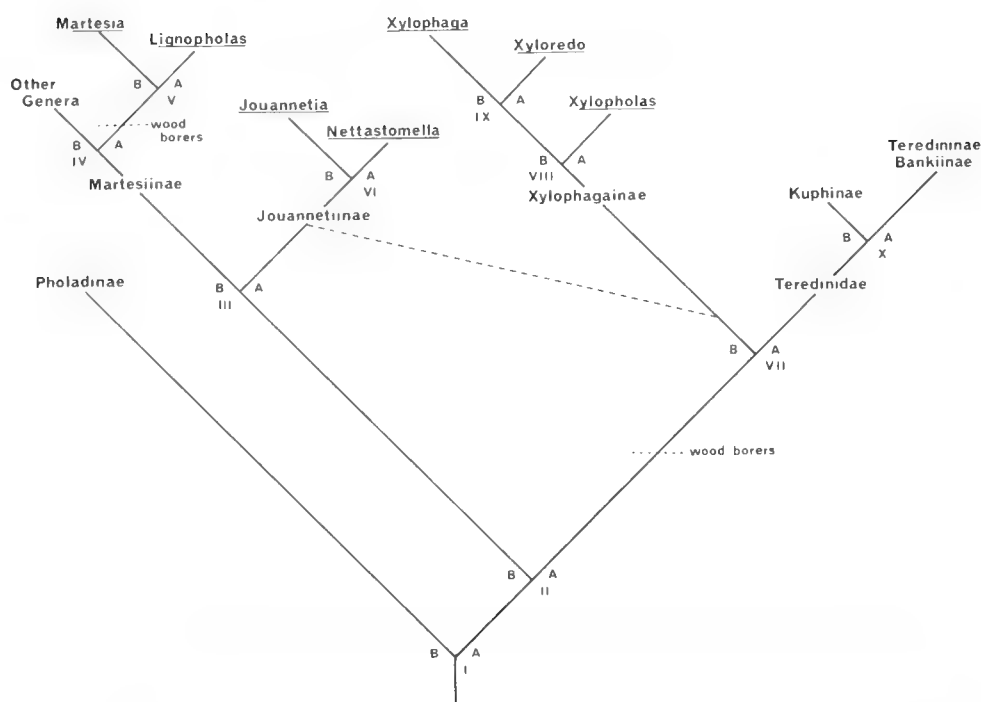 Martesia
Lignopholas
Xylophaga
Xyloredo
Other
Genera
B A
V
wood
borers
B A
IV
Martesiinae
Jouannetia
Nettastomella
B A
VI
Jouannetiinae
B A
IX
Xylopholas
B A
VIII
Xylophagainae
Teredininae
Bankiinae
Kuphinae
B A
X
Teredinidae
Pholadinae
B A
III
B A
VII
wood borers
B A
II
B A
I